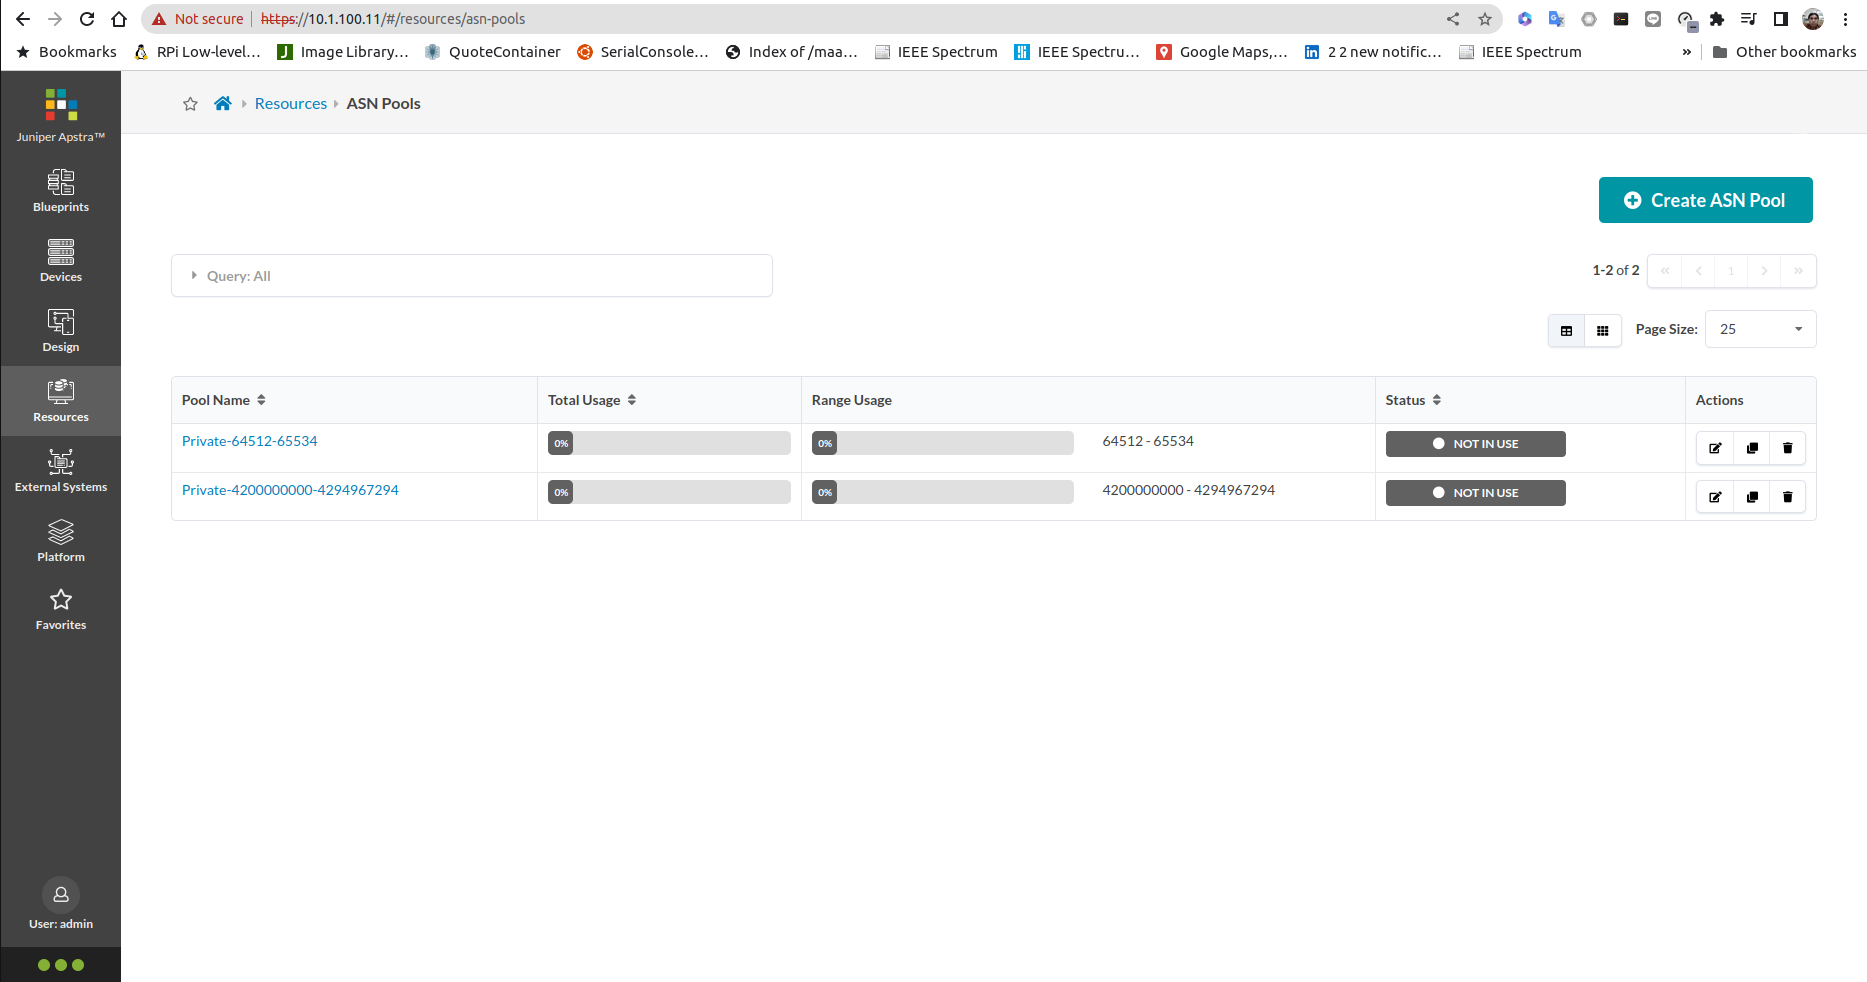 Not secure https://10.1.100.11/#/resources/asn-pools
Bookmarks RPi Low-level... Image Library... QuoteContainer SerialConsole... Index of /maa... IEEE Spectrum IEEE Spectru... Google Maps,... 2 2 new notific... IEEE Spectrum » Other bookmarks
Juniper Apstra™
Blueprints
Devices
Design
Resources
External Systems
Platform
Favorites
User: admin
Resources ASN Pools
Create ASN Pool
Query: All
1-2 of 2 « < 1 > »
Page Size: 25
Pool Name Total Usage Range Usage Status Actions
Private-64512-65534 0% 0% 64512 - 65534 NOT IN USE
Private-4200000000-4294967294 0% 0% 4200000000 - 4294967294 NOT IN USE